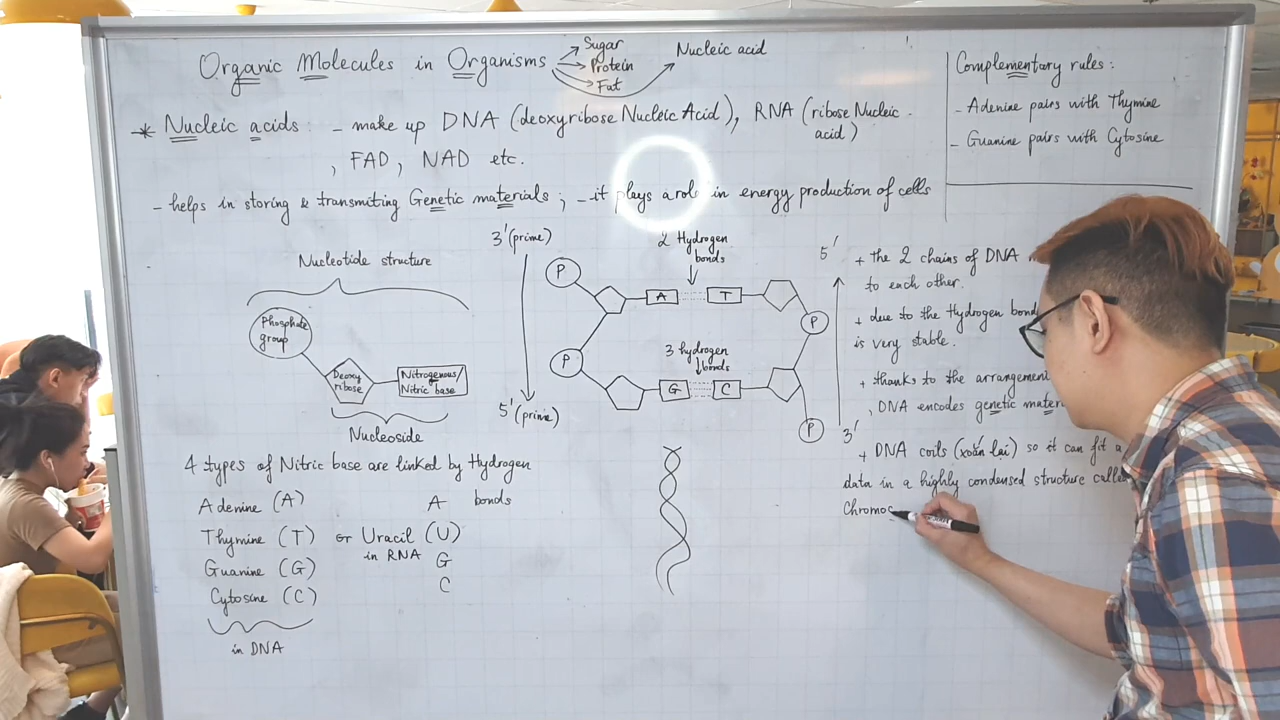 Organic Molecules in Organisms
Sugar
Protein
Fat
Nucleic acid
* Nucleic acids: - make up DNA (deoxyribose Nucleic Acid), RNA (ribose Nucleic acid)
, FAD, NAD etc.
- helps in storing & transmiting Genetic materials; - it plays a role in energy production of cells
Complementary rules:
- Adenine pairs with Thymine
- Guanine pairs with Cytosine
Nucleotide structure
Phosphate
group
Deoxy
ribose
Nitrogenous/
Nitric base
Nucleoside
3' (prime)
5' (prime)
2 Hydrogen
bonds
P
A
T
P
3 hydrogen
bonds
P
G
C
P
5'
3'
4 types of Nitric base are linked by Hydrogen
bonds
Adenine (A)
A
Thymine (T) or Uracil (U)
in RNA
Guanine (G)
G
Cytosine (C)
C
in DNA
+ the 2 chains of DNA
to each other.
+ due to the Hydrogen bond
is very stable.
+ thanks to the arrangement
, DNA encodes genetic mater
+ DNA coils (xoắn lại) so it can fit a
data in a highly condensed structure calle
Chromos